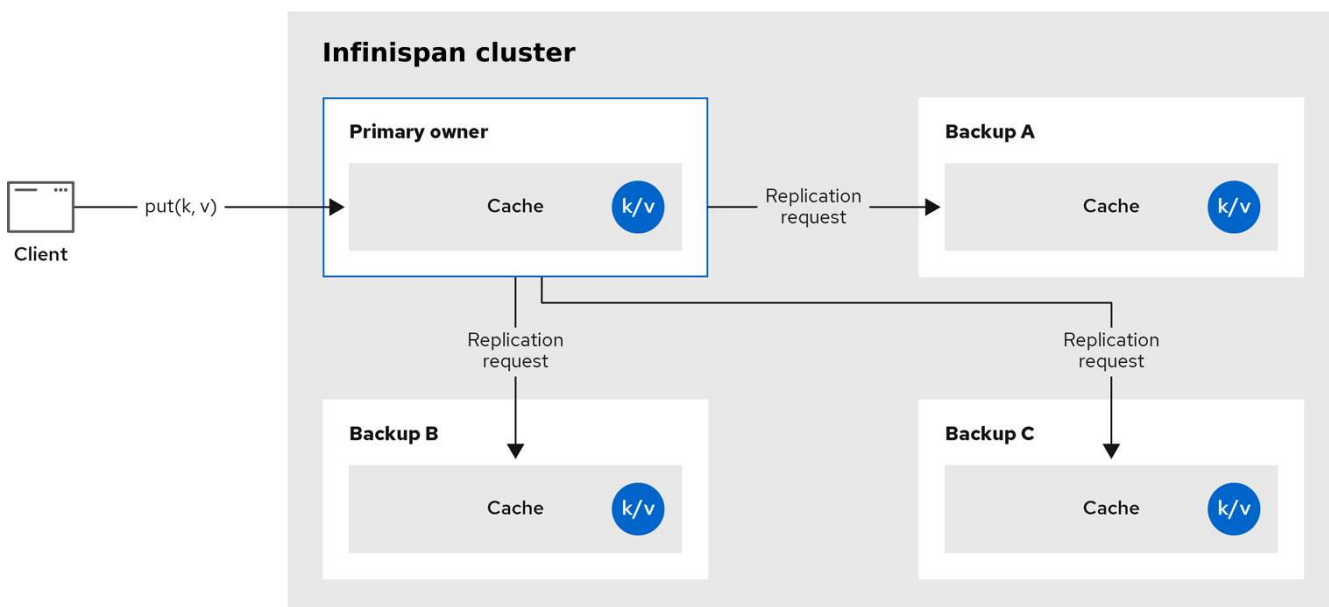 Infinispan cluster
Primary owner
Backup A
Cache
k/v
Replication
request
Cache
k/v
put(k, v)
Client
Replication
request
Replication
request
Backup B
Backup C
Cache
k/v
Cache
k/v